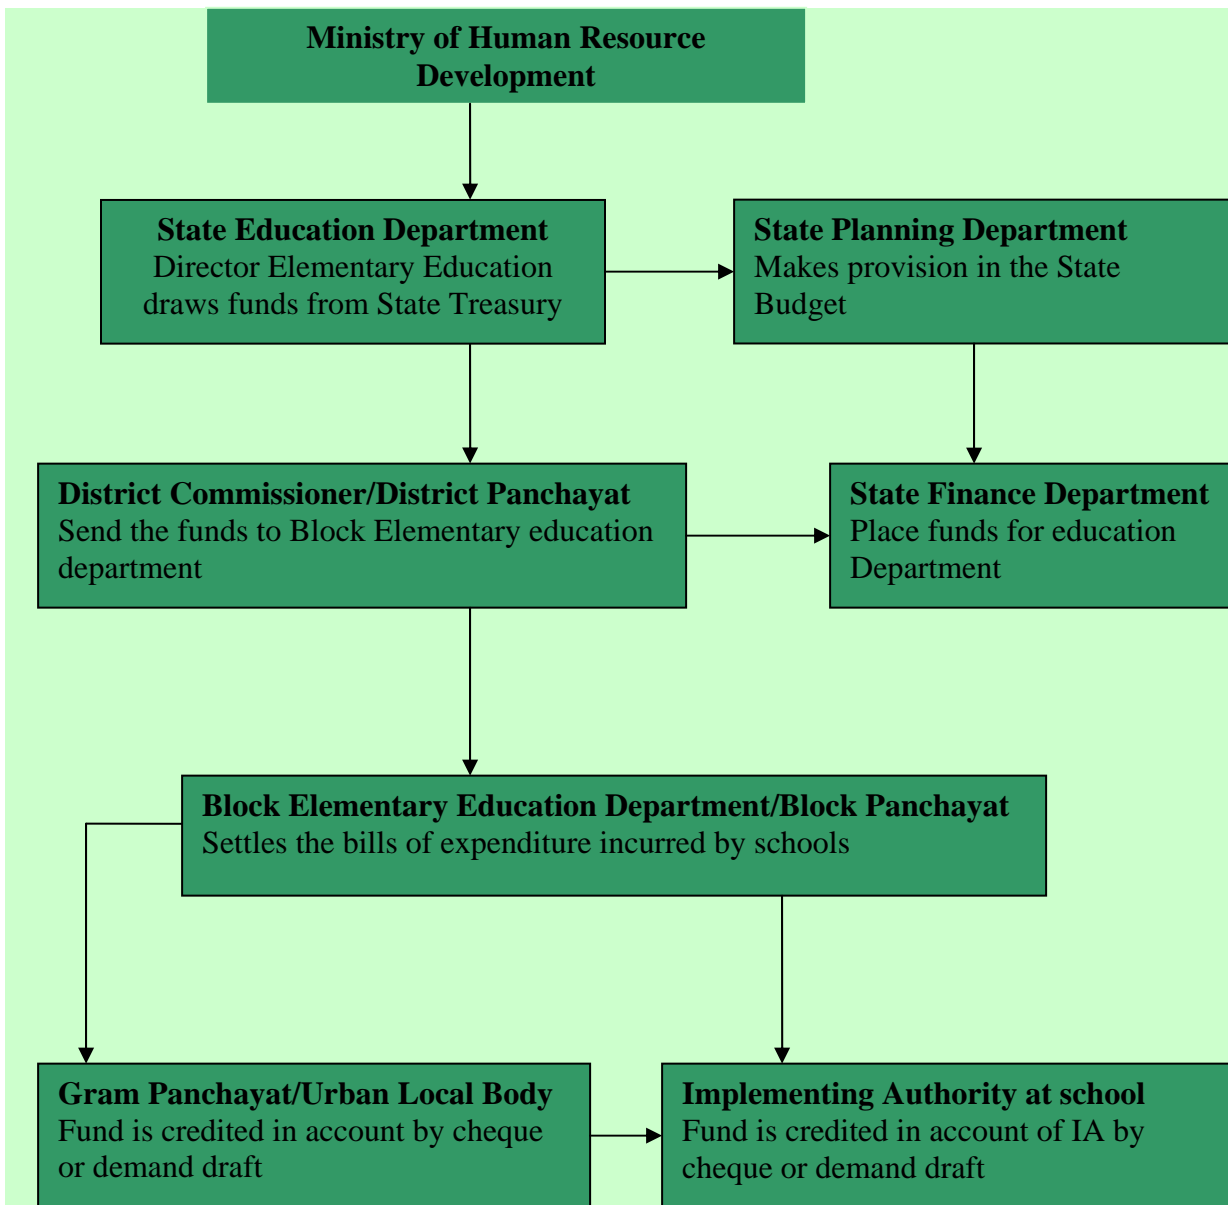 Ministry of Human Resource
Development
State Education Department
Director Elementary Education
draws funds from State Treasury
State Planning Department
Makes provision in the State
Budget
District Commissioner/District Panchayat
Send the funds to Block Elementary education
department
State Finance Department
Place funds for education
Department
Block Elementary Education Department/Block Panchayat
Settles the bills of expenditure incurred by schools
Gram Panchayat/Urban Local Body
Fund is credited in account by cheque
or demand draft
Implementing Authority at school
Fund is credited in account of IA by
cheque or demand draft